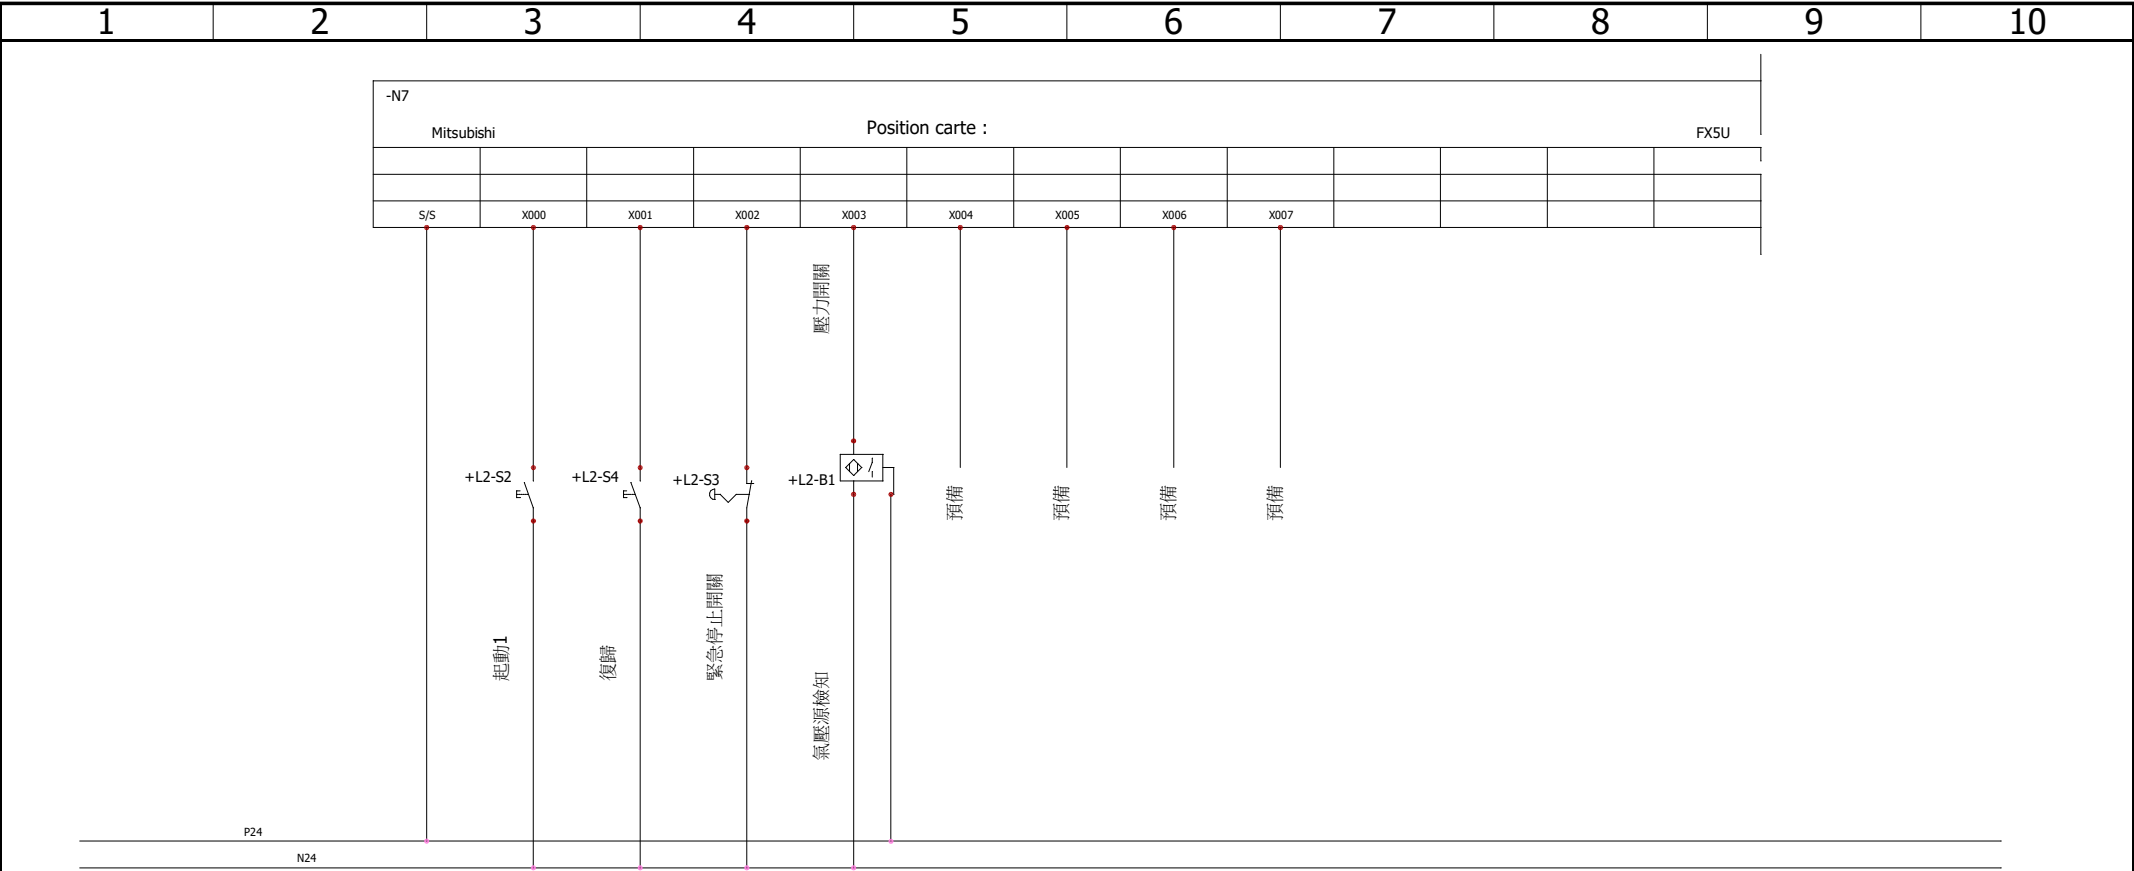 1 2 3 4 5 6 7 8 9 10
-N7
Mitsubishi Position carte : FX5U
S/S X000 X001 X002 X003 X004 X005 X006 X007
壓力開關
+L2-S2 +L2-S4 +L2-S3 +L2-B1
預備 預備 預備 預備
起動1
復歸
緊急停止開關
氣壓源檢知
P24
N24